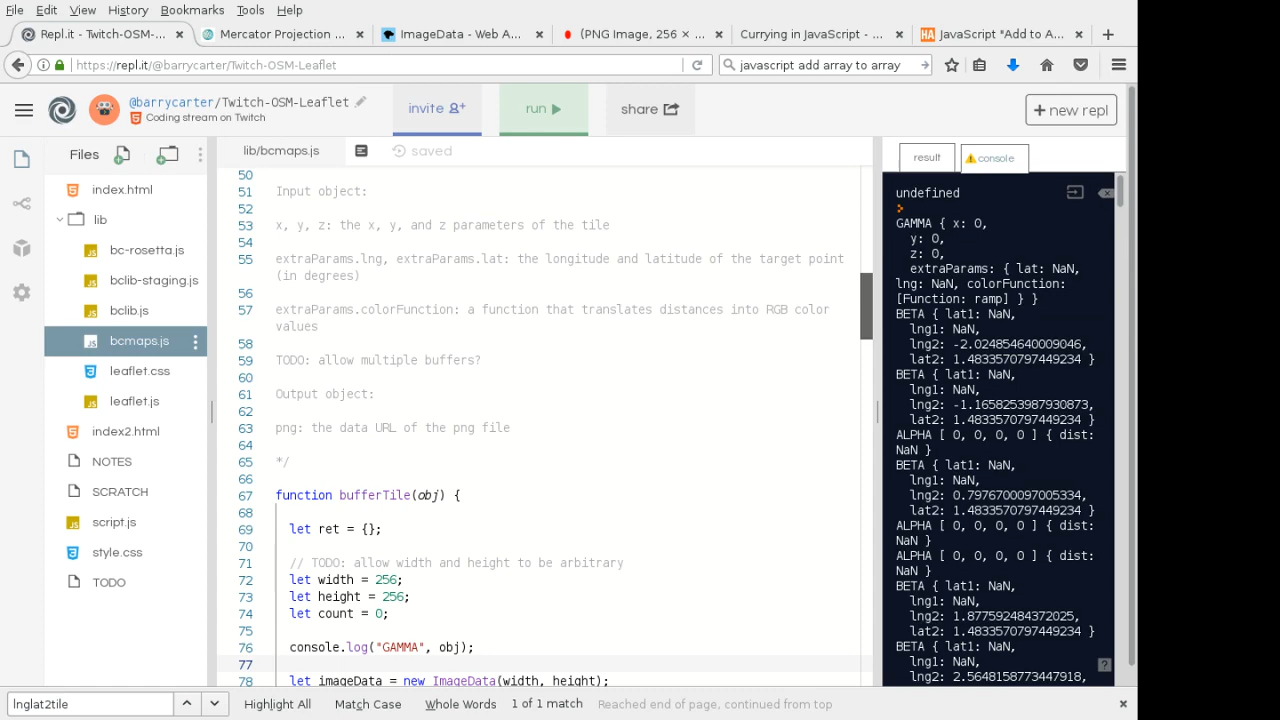 File Edit View History Bookmarks Tools Help
Repl.it - Twitch-OSM-… × Mercator Projection … × ImageData - Web A… × (PNG Image, 256 × … × Currying in JavaScript - … × HA JavaScript "Add to A… × +
https://repl.it/@barrycarter/Twitch-OSM-Leaflet javascript add array to array
@barrycarter/Twitch-OSM-Leaflet
Coding stream on Twitch
invite run share + new repl
Files
index.html
lib
bc-rosetta.js
bclib-staging.js
bclib.js
bcmaps.js
leaflet.css
leaflet.js
index2.html
NOTES
SCRATCH
script.js
style.css
TODO
lib/bcmaps.js saved
50
51 Input object:
52
53 x, y, z: the x, y, and z parameters of the tile
54
55 extraParams.lng, extraParams.lat: the longitude and latitude of the target point
(in degrees)
56
57 extraParams.colorFunction: a function that translates distances into RGB color
values
58
59 TODO: allow multiple buffers?
60
61 Output object:
62
63 png: the data URL of the png file
64
65 */
66
67 function bufferTile(obj) {
68
69 let ret = {};
70
71 // TODO: allow width and height to be arbitrary
72 let width = 256;
73 let height = 256;
74 let count = 0;
75
76 console.log("GAMMA", obj);
77
78 let imageData = new ImageData(width, height);
result console
undefined
GAMMA { x: 0,
y: 0,
z: 0,
extraParams: { lat: NaN,
lng: NaN, colorFunction:
[Function: ramp] } }
BETA { lat1: NaN,
lng1: NaN,
lng2: -2.024854640009046,
lat2: 1.4833570797449234 }
BETA { lat1: NaN,
lng1: NaN,
lng2: -1.1658253987930873,
lat2: 1.4833570797449234 }
ALPHA [ 0, 0, 0, 0 ] { dist:
NaN }
BETA { lat1: NaN,
lng1: NaN,
lng2: 0.7976700097005334,
lat2: 1.4833570797449234 }
ALPHA [ 0, 0, 0, 0 ] { dist:
NaN }
ALPHA [ 0, 0, 0, 0 ] { dist:
NaN }
BETA { lat1: NaN,
lng1: NaN,
lng2: 1.877592484372025,
lat2: 1.4833570797449234 }
BETA { lat1: NaN,
lng1: NaN,
lng2: 2.5648158773447918,
lnglat2tile Highlight All Match Case Whole Words 1 of 1 match Reached end of page, continued from top